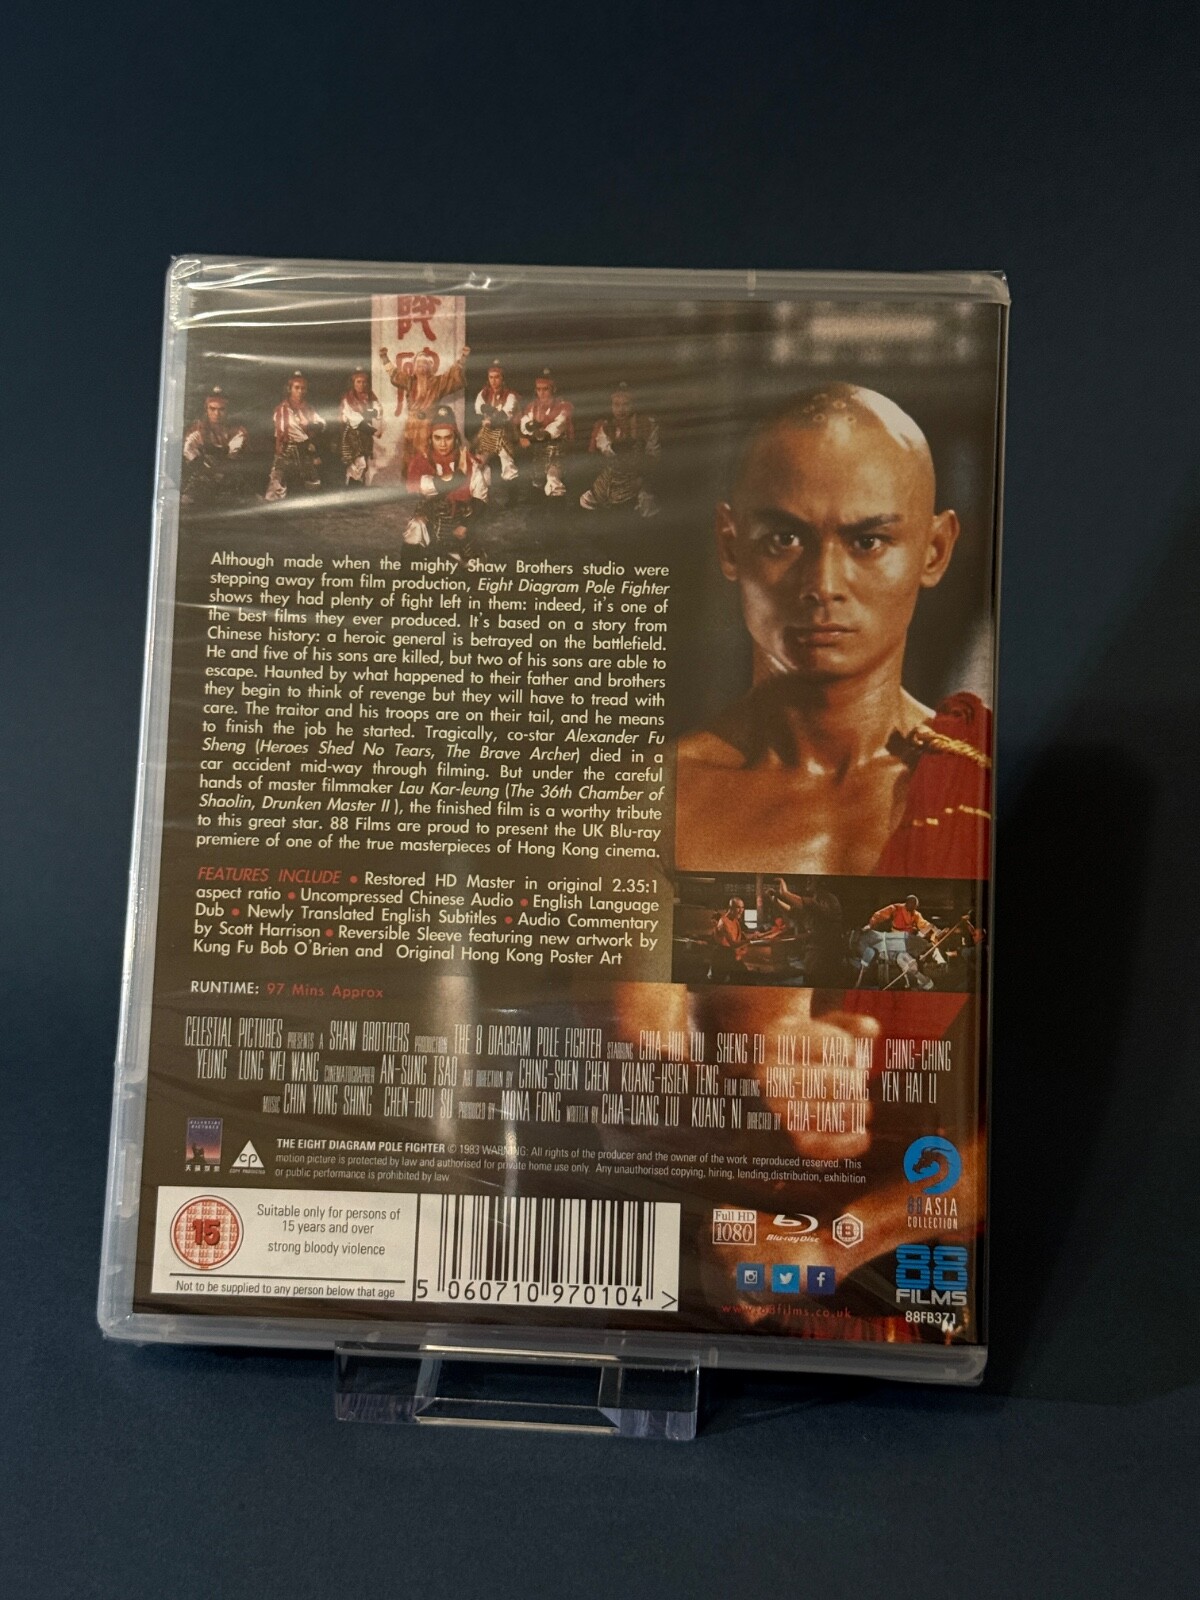 Although made when the mighty Shaw Brothers studio were
stepping away from film production, Eight Diagram Pole Fighter
shows they had plenty of fight left in them: indeed, it's one of
the best films they ever produced. It's based on a story from
Chinese history: a heroic general is betrayed on the battlefield.
He and five of his sons are killed, but two of his sons are able to
escape. Haunted by what happened to their father and brothers
they begin to think of revenge but they will have to tread with
care. The traitor and his troops are on their tail, and he means
to finish the job he started. Tragically, co-star Alexander Fu
Sheng (Heroes Shed No Tears, The Brave Archer) died in a
car accident mid-way through filming. But under the careful
hands of master filmmaker Lau Kar-leung (The 36th Chamber of
Shaolin, Drunken Master II ), the finished film is a worthy tribute
to this great star. 88 Films are proud to present the UK Blu-ray
premiere of one of the true masterpieces of Hong Kong cinema.
FEATURES INCLUDE • Restored HD Master in original 2.35:1
aspect ratio • Uncompressed Chinese Audio • English Language
Dub • Newly Translated English Subtitles • Audio Commentary
by Scott Harrison • Reversible Sleeve featuring new artwork by
Kung Fu Bob O'Brien and Original Hong Kong Poster Art
RUNTIME: 97 Mins Approx
CELESTIAL PICTURES PRESENTS A SHAW BROTHERS PRODUCTION THE 8 DIAGRAM POLE FIGHTER STARRING CHIA-HUI LIU SHENG FU LILY LI KARA WAI CHING-CHING
YEUNG LUNG WEI WANG CINEMATOGRAPHER AN-SUNG TSAO ART DIRECTION BY CHING-SHEN CHEN KUANG-HSIEN TENG FILM EDITING HSING-LUNG CHIANG YEN HAI LI
MUSIC CHIN YUNG SHING CHEN-HOU SU PRODUCED BY MONA FONG WRITTEN BY CHIA-LIANG LIU KUANG NI DIRECTED BY CHIA-LIANG LIU
CELESTIAL PICTURES
天映娛樂
CP
COPY PROTECTED
THE EIGHT DIAGRAM POLE FIGHTER © 1983 WARNING: All rights of the producer and the owner of the work reproduced reserved. This
motion picture is protected by law and authorised for private home use only. Any unauthorised copying, hiring, lending,distribution, exhibition
or public performance is prohibited by law
88ASIA
COLLECTION
15
Suitable only for persons of
15 years and over
strong bloody violence
Not to be supplied to any person below that age
5 060710 970104 >
Full HD
1080
Blu-ray Disc
B
www.88films.co.uk
88
FILMS
88FB371